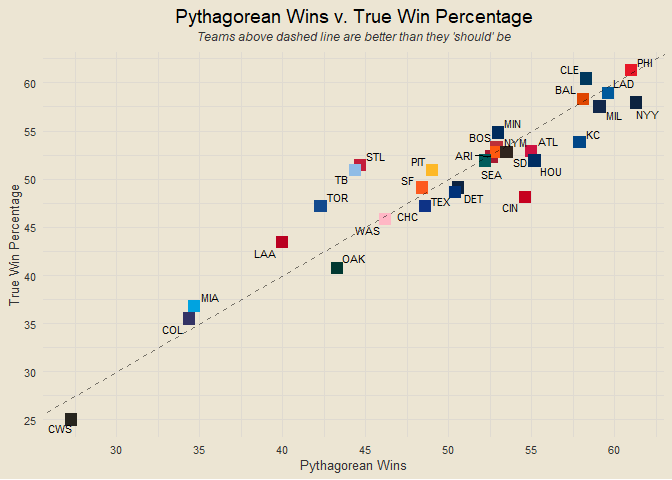 Pythagorean Wins v. True Win Percentage
Teams above dashed line are better than they 'should' be
True Win Percentage
60
55
50
45
40
35
30
25
PHI
CLE
LAD
BAL
MIL
NYY
MIN
KC
BOS
NYM
ATL
ARI
SD
STL
PIT
HOU
SEA
TB
SF
DET
CIN
TOR
TEX
CHC
WAS
LAA
OAK
MIA
COL
CWS
30
35
40
45
50
55
60
Pythagorean Wins